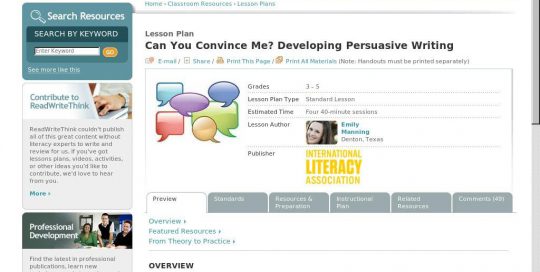 Home › Classroom Resources › Lesson Plans
Search Resources
SEARCH BY KEYWORD
Enter Keyword
GO
See more like this
Contribute to
ReadWriteThink
ReadWriteThink couldn't publish
all of this great content without
literacy experts to write and
review for us. If you've got
lessons plans, videos, activities,
or other ideas you'd like to
contribute, we'd love to hear
from you.
More ›
Professional
Development
Find the latest in professional
publications, learn new
Lesson Plan
Can You Convince Me? Developing Persuasive Writing
E-mail / Share / Print This Page / Print All Materials (Note: Handouts must be printed separately)
Grades 3 – 5
Lesson Plan Type Standard Lesson
Estimated Time Four 40-minute sessions
Lesson Author Emily
Manning
Denton, Texas
Publisher INTERNATIONAL
LITERACY
ASSOCIATION
Preview
Standards
Resources &
Preparation
Instructional
Plan
Related
Resources
Comments (49)
Overview ›
Featured Resources ›
From Theory to Practice ›
OVERVIEW